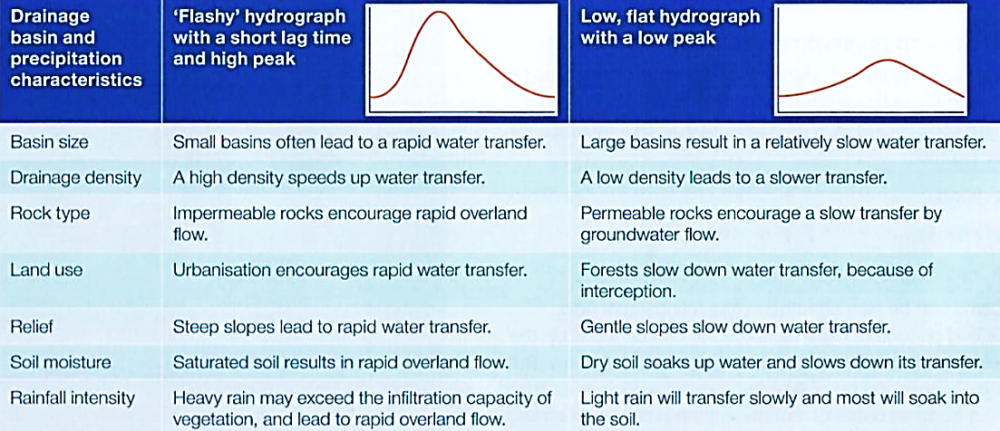 Drainage
basin and
precipitation
characteristics
‘Flashy’ hydrograph
with a short lag time
and high peak
Low, flat hydrograph
with a low peak
Basin size
Small basins often lead to a rapid water transfer.
Large basins result in a relatively slow water transfer.
Drainage density
A high density speeds up water transfer.
A low density leads to a slower transfer.
Rock type
Impermeable rocks encourage rapid overland
flow.
Permeable rocks encourage a slow transfer by
groundwater flow.
Land use
Urbanisation encourages rapid water transfer.
Forests slow down water transfer, because of
interception.
Relief
Steep slopes lead to rapid water transfer.
Gentle slopes slow down water transfer.
Soil moisture
Saturated soil results in rapid overland flow.
Dry soil soaks up water and slows down its transfer.
Rainfall intensity
Heavy rain may exceed the infiltration capacity of
vegetation, and lead to rapid overland flow.
Light rain will transfer slowly and most will soak into
the soil.